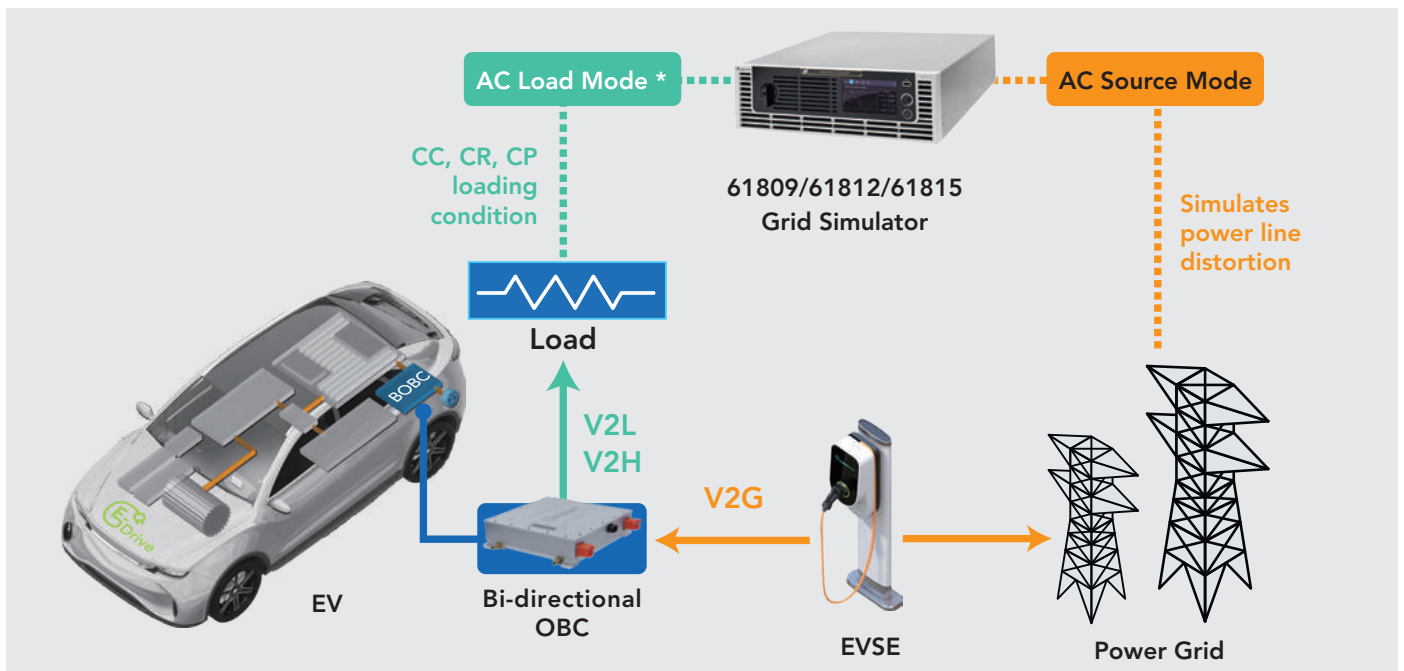 AC Load Mode *
AC Source Mode
CC, CR, CP
loading
condition
61809/61812/61815
Grid Simulator
Simulates
power line
distortion
Load
BOBC
V2L
V2H
V2G
Drive
EV
Bi-directional
OBC
EVSE
Power Grid